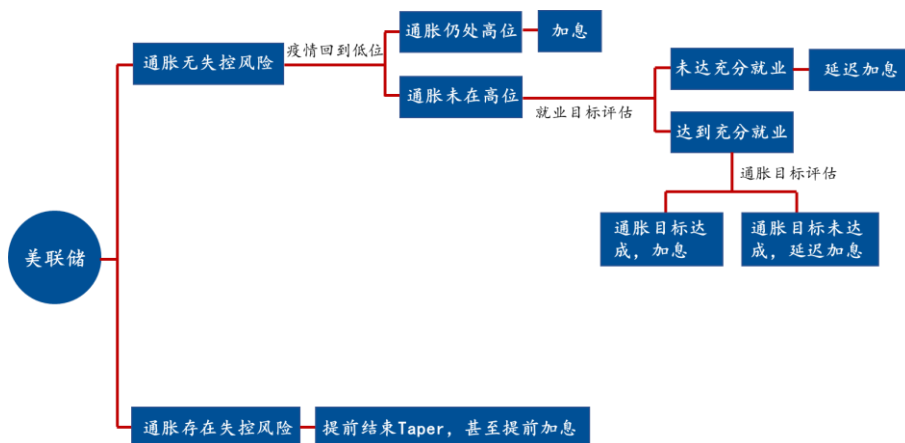 美联储
通胀无失控风险
疫情回到低位
通胀仍处高位
加息
通胀未在高位
就业目标评估
未达充分就业
延迟加息
达到充分就业
通胀目标评估
通胀目标达
成，加息
通胀目标未达
成，延迟加息
通胀存在失控风险
提前结束Taper，甚至提前加息